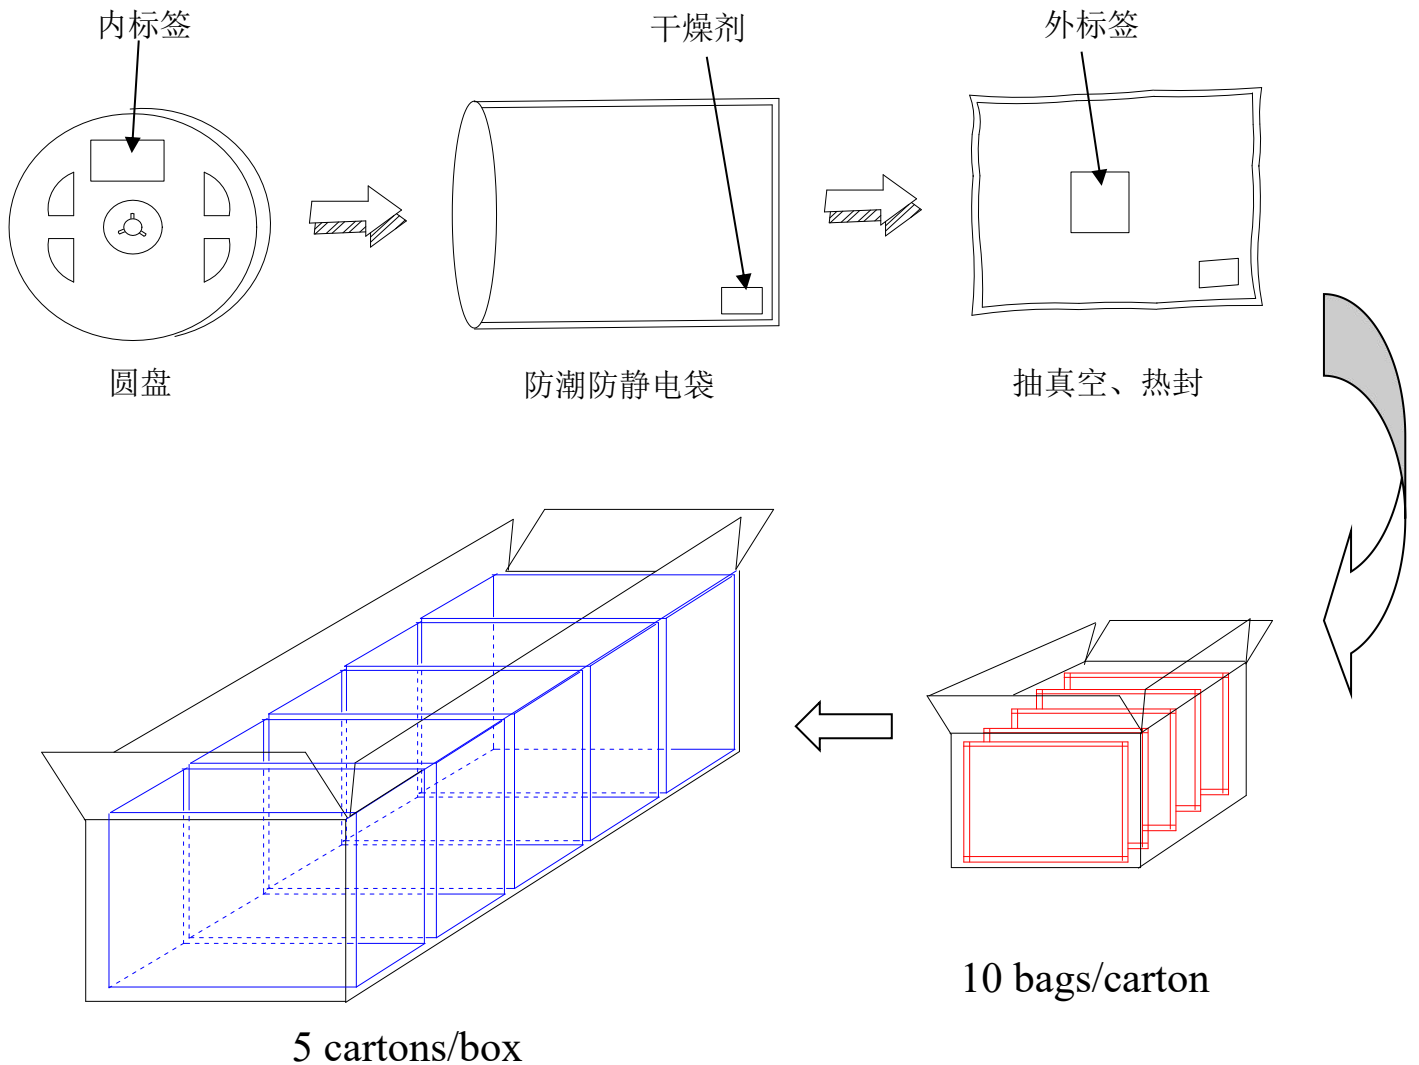 内标签
干燥剂
外标签
圆盘
防潮防静电袋
抽真空、热封
10 bags/carton
5 cartons/box